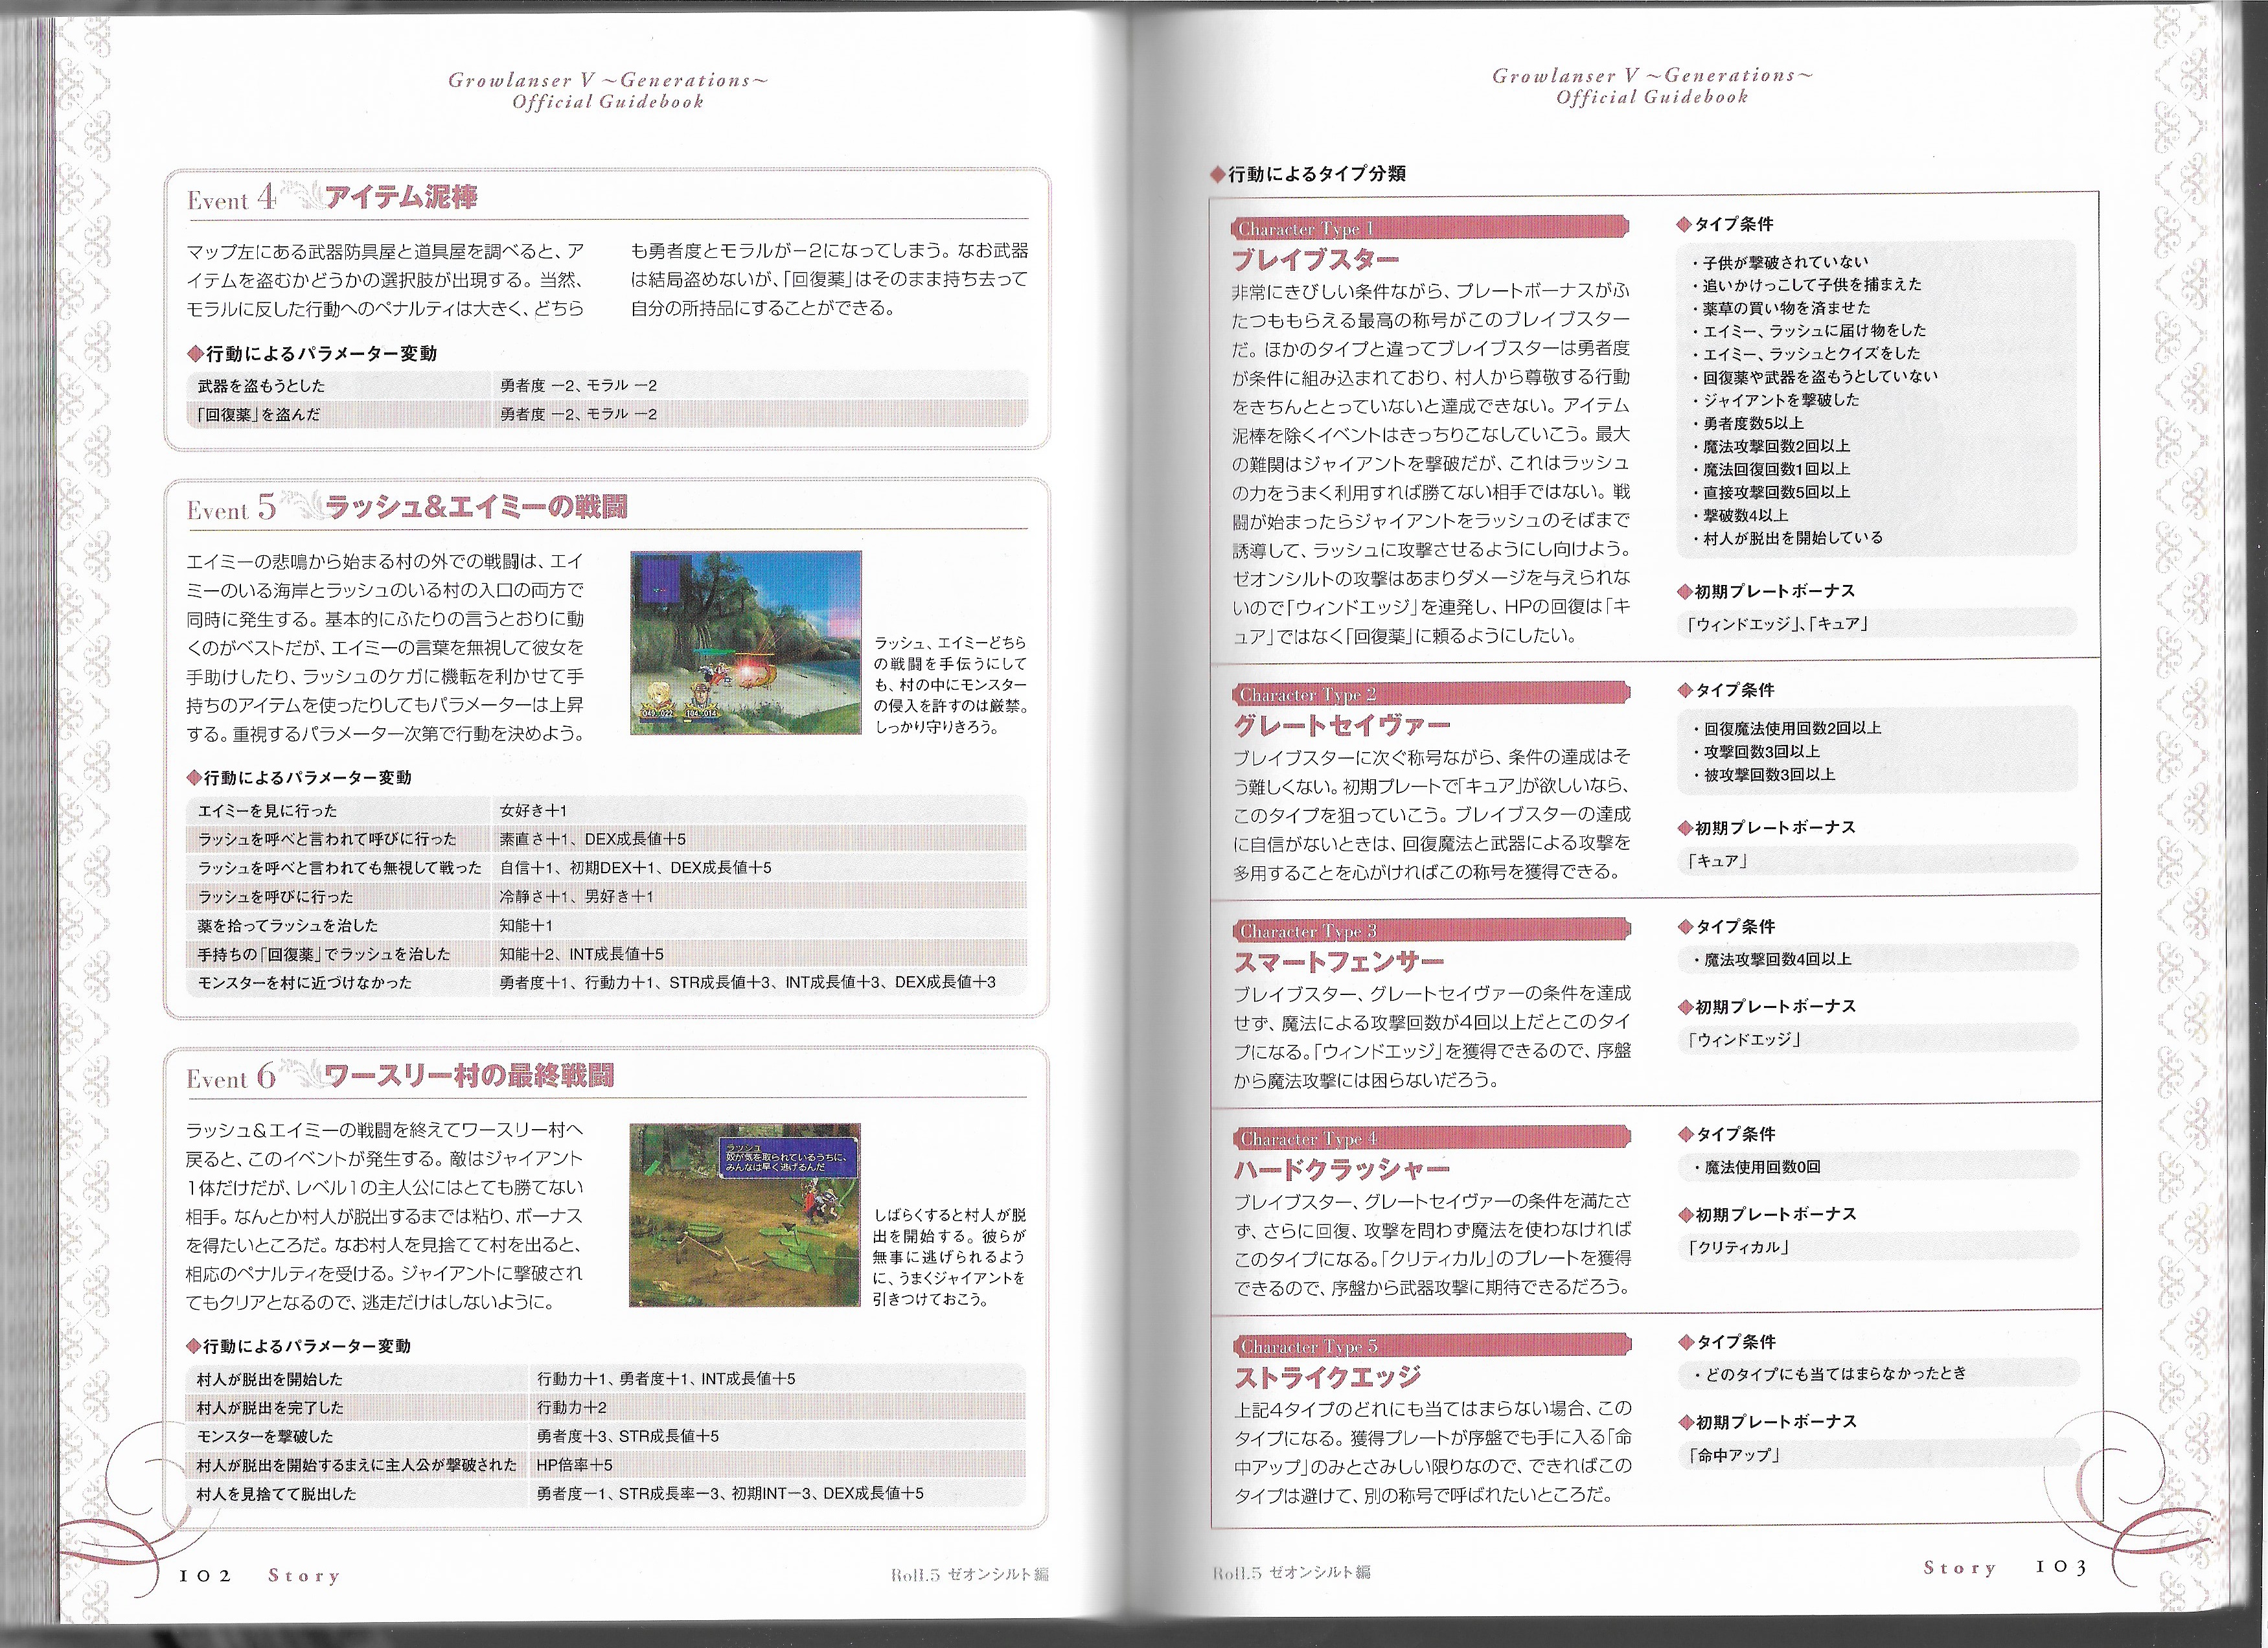 Growlanser V ～Generations～
Official Guidebook
Event 4 アイテム泥棒
マップ左にある武器防具屋と道具屋を調べると、ア
イテムを盗むかどうかの選択肢が出現する。当然、
モラルに反した行動へのペナルティは大きく、どちら
も勇者度とモラルが－2になってしまう。なお武器
は結局盗めないが、「回復薬」はそのまま持ち去って
自分の所持品にすることができる。
◆行動によるパラメーター変動
武器を盗もうとした 勇者度 －2、モラル －2
「回復薬」を盗んだ 勇者度 －2、モラル －2
Event 5 ラッシュ&エイミーの戦闘
エイミーの悲鳴から始まる村の外での戦闘は、エイ
ミーのいる海岸とラッシュのいる村の入口の両方で
同時に発生する。基本的にふたりの言うとおりに動
くのがベストだが、エイミーの言葉を無視して彼女を
手助けしたり、ラッシュのケガに機転を利かせて手
持ちのアイテムを使ったりしてもパラメーターは上昇
する。重視するパラメーター次第で行動を決めよう。
ラッシュ、エイミーどちら
の戦闘を手伝うにして
も、村の中にモンスター
の侵入を許すのは厳禁。
しっかり守りきろう。
◆行動によるパラメーター変動
エイミーを見に行った 女好き＋1
ラッシュを呼べと言われて呼びに行った 素直さ＋1、DEX成長値＋5
ラッシュを呼べと言われても無視して戦った 自信＋1、初期DEX＋1、DEX成長値＋5
ラッシュを呼びに行った 冷静さ＋1、男好き＋1
薬を拾ってラッシュを治した 知能＋1
手持ちの「回復薬」でラッシュを治した 知能＋2、INT成長値＋5
モンスターを村に近づけなかった 勇者度＋1、行動力＋1、STR成長値＋3、INT成長値＋3、DEX成長値＋3
Event 6 ワースリー村の最終戦闘
ラッシュ&エイミーの戦闘を終えてワースリー村へ
戻ると、このイベントが発生する。敵はジャイアント
1体だけだが、レベル1の主人公にはとても勝てない
相手。なんとか村人が脱出するまでは粘り、ボーナス
を得たいところだ。なお村人を見捨てて村を出ると、
相応のペナルティを受ける。ジャイアントに撃破され
てもクリアとなるので、逃走だけはしないように。
ラッシュ
奴が気を取られているうちに、
みんなは早く逃げるんだ
しばらくすると村人が脱
出を開始する。彼らが
無事に逃げられるよう
に、うまくジャイアントを
引きつけておこう。
◆行動によるパラメーター変動
村人が脱出を開始した 行動力＋1、勇者度＋1、INT成長値＋5
村人が脱出を完了した 行動力＋2
モンスターを撃破した 勇者度＋3、STR成長値＋5
村人が脱出を開始するまえに主人公が撃破された HP倍率＋5
村人を見捨てて脱出した 勇者度－1、STR成長率－3、初期INT－3、DEX成長値＋5
102 Story
Roll.5 ゼオンシルト編
Growlanser V ～Generations～
Official Guidebook
◆行動によるタイプ分類
Character Type 1
ブレイブスター
非常にきびしい条件ながら、プレートボーナスがふ
たつももらえる最高の称号がこのブレイブスター
だ。ほかのタイプと違ってブレイブスターは勇者度
が条件に組み込まれており、村人から尊敬する行動
をきちんととっていないと達成できない。アイテム
泥棒を除くイベントはきっちりこなしていこう。最大
の難関はジャイアントを撃破だが、これはラッシュ
の力をうまく利用すれば勝てない相手ではない。戦
闘が始まったらジャイアントをラッシュのそばまで
誘導して、ラッシュに攻撃させるようにし向けよう。
ゼオンシルトの攻撃はあまりダメージを与えられな
いので「ウィンドエッジ」を連発し、HPの回復は「キ
ュア」ではなく「回復薬」に頼るようにしたい。
◆タイプ条件
・子供が撃破されていない
・追いかけっこして子供を捕まえた
・薬草の買い物を済ませた
・エイミー、ラッシュに届け物をした
・エイミー、ラッシュとクイズをした
・回復薬や武器を盗もうとしていない
・ジャイアントを撃破した
・勇者度数5以上
・魔法攻撃回数2回以上
・魔法回復回数1回以上
・直接攻撃回数5回以上
・撃破数4以上
・村人が脱出を開始している
◆初期プレートボーナス
「ウィンドエッジ」、「キュア」
Character Type 2
グレートセイヴァー
ブレイブスターに次ぐ称号ながら、条件の達成はそ
う難しくない。初期プレートで「キュア」が欲しいなら、
このタイプを狙っていこう。ブレイブスターの達成
に自信がないときは、回復魔法と武器による攻撃を
多用することを心がければこの称号を獲得できる。
◆タイプ条件
・回復魔法使用回数2回以上
・攻撃回数3回以上
・被攻撃回数3回以上
◆初期プレートボーナス
「キュア」
Character Type 3
スマートフェンサー
ブレイブスター、グレートセイヴァーの条件を達成
せず、魔法による攻撃回数が4回以上だとこのタイ
プになる。「ウィンドエッジ」を獲得できるので、序盤
から魔法攻撃には困らないだろう。
◆タイプ条件
・魔法攻撃回数4回以上
◆初期プレートボーナス
「ウィンドエッジ」
Character Type 4
ハードクラッシャー
ブレイブスター、グレートセイヴァーの条件を満たさ
ず、さらに回復、攻撃を問わず魔法を使わなければ
このタイプになる。「クリティカル」のプレートを獲得
できるので、序盤から武器攻撃に期待できるだろう。
◆タイプ条件
・魔法使用回数0回
◆初期プレートボーナス
「クリティカル」
Character Type 5
ストライクエッジ
上記4タイプのどれにも当てはまらない場合、この
タイプになる。獲得プレートが序盤でも手に入る「命
中アップ」のみとさみしい限りなので、できればこの
タイプは避けて、別の称号で呼ばれたいところだ。
◆タイプ条件
・どのタイプにも当てはまらなかったとき
◆初期プレートボーナス
「命中アップ」
Roll.5 ゼオンシルト編
Story 103